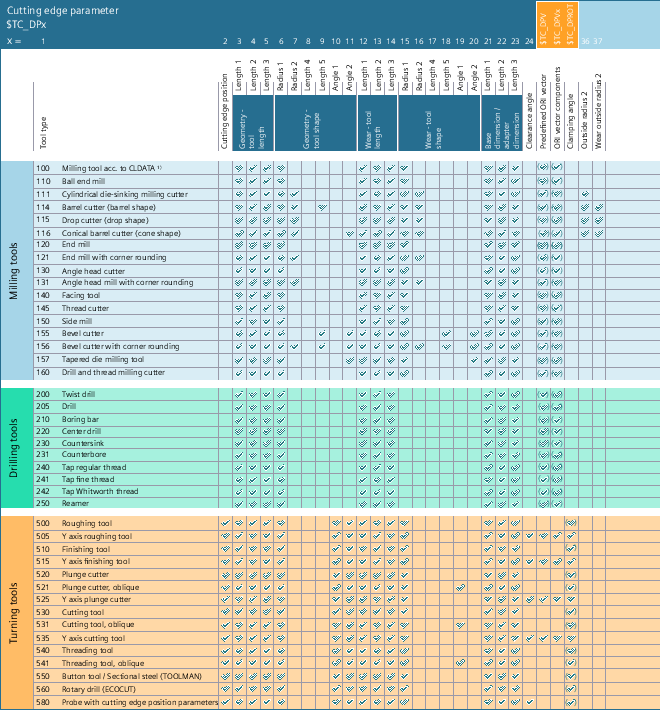 Cutting edge parameter
$TC_DPx
X = 1 2 3 4 5 6 7 8 9 10 11 12 13 14 15 16 17 18 19 20 21 22 23 24 $TC_DPV $TC_DPVx $TC_DPROT 36 37
Tool type
Cutting edge position
Length 1
Length 2
Length 3
Radius 1
Radius 2
Length 4
Length 5
Angle 1
Angle 2
Length 1
Length 2
Length 3
Radius 1
Radius 2
Length 4
Length 5
Angle 1
Angle 2
Length 1
Length 2
Length 3
Clearance angle
Predefined ORI vector
ORI vector components
Clamping angle
Outside radius 2
Wear outside radius 2
Geometry - tool length
Geometry - tool shape
Wear - tool length
Wear - tool shape
Base dimension / adapter dimension
Milling tools
100 Milling tool acc. to CLDATA 1)
110 Ball end mill
111 Cylindrical die-sinking milling cutter
114 Barrel cutter (barrel shape)
115 Drop cutter (drop shape)
116 Conical barrel cutter (cone shape)
120 End mill
121 End mill with corner rounding
130 Angle head cutter
131 Angle head mill with corner rounding
140 Facing tool
145 Thread cutter
150 Side mill
155 Bevel cutter
156 Bevel cutter with corner rounding
157 Tapered die milling tool
160 Drill and thread milling cutter
Drilling tools
200 Twist drill
205 Drill
210 Boring bar
220 Center drill
230 Countersink
231 Counterbore
240 Tap regular thread
241 Tap fine thread
242 Tap Whitworth thread
250 Reamer
Turning tools
500 Roughing tool
505 Y axis roughing tool
510 Finishing tool
515 Y axis finishing tool
520 Plunge cutter
521 Plunge cutter, oblique
525 Y axis plunge cutter
530 Cutting tool
531 Cutting tool, oblique
535 Y axis cutting tool
540 Threading tool
541 Threading tool, oblique
550 Button tool / Sectional steel (TOOLMAN)
560 Rotary drill (ECOCUT)
580 Probe with cutting edge position parameters